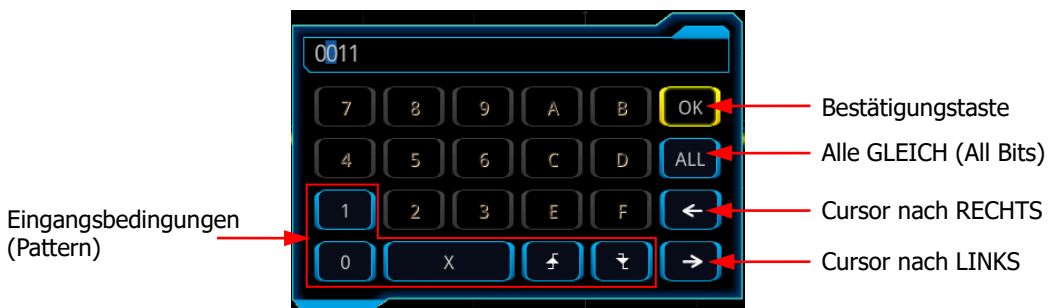 0011
7 8 9 A B OK
Bestätigungstaste
4 5 6 C D ALL
Alle GLEICH (All Bits)
Eingangsbedingungen
(Pattern)
1 2 3 E F ←
Cursor nach RECHTS
0 X →
Cursor nach LINKS